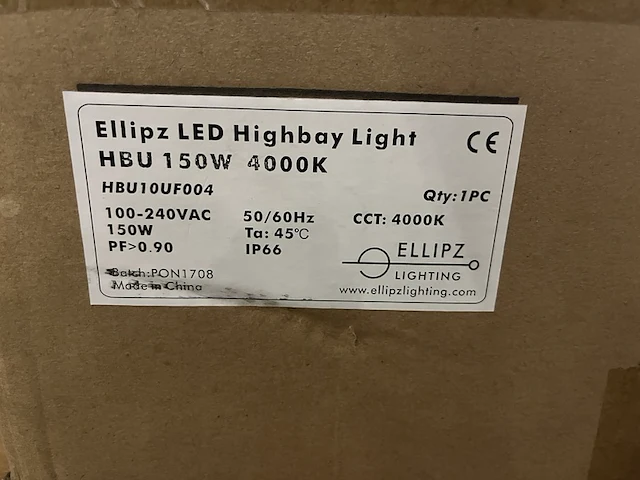 Ellipz LED Highbay Light
CE
HBU 150W 4000K
HBU10UF004
Qty:1PC
100-240VAC 50/60Hz CCT: 4000K
150W Ta: 45℃
PF>0.90 IP66
ELLIPZ
LIGHTING
Batch:PON1708
Made in China
www.ellipzlighting.com